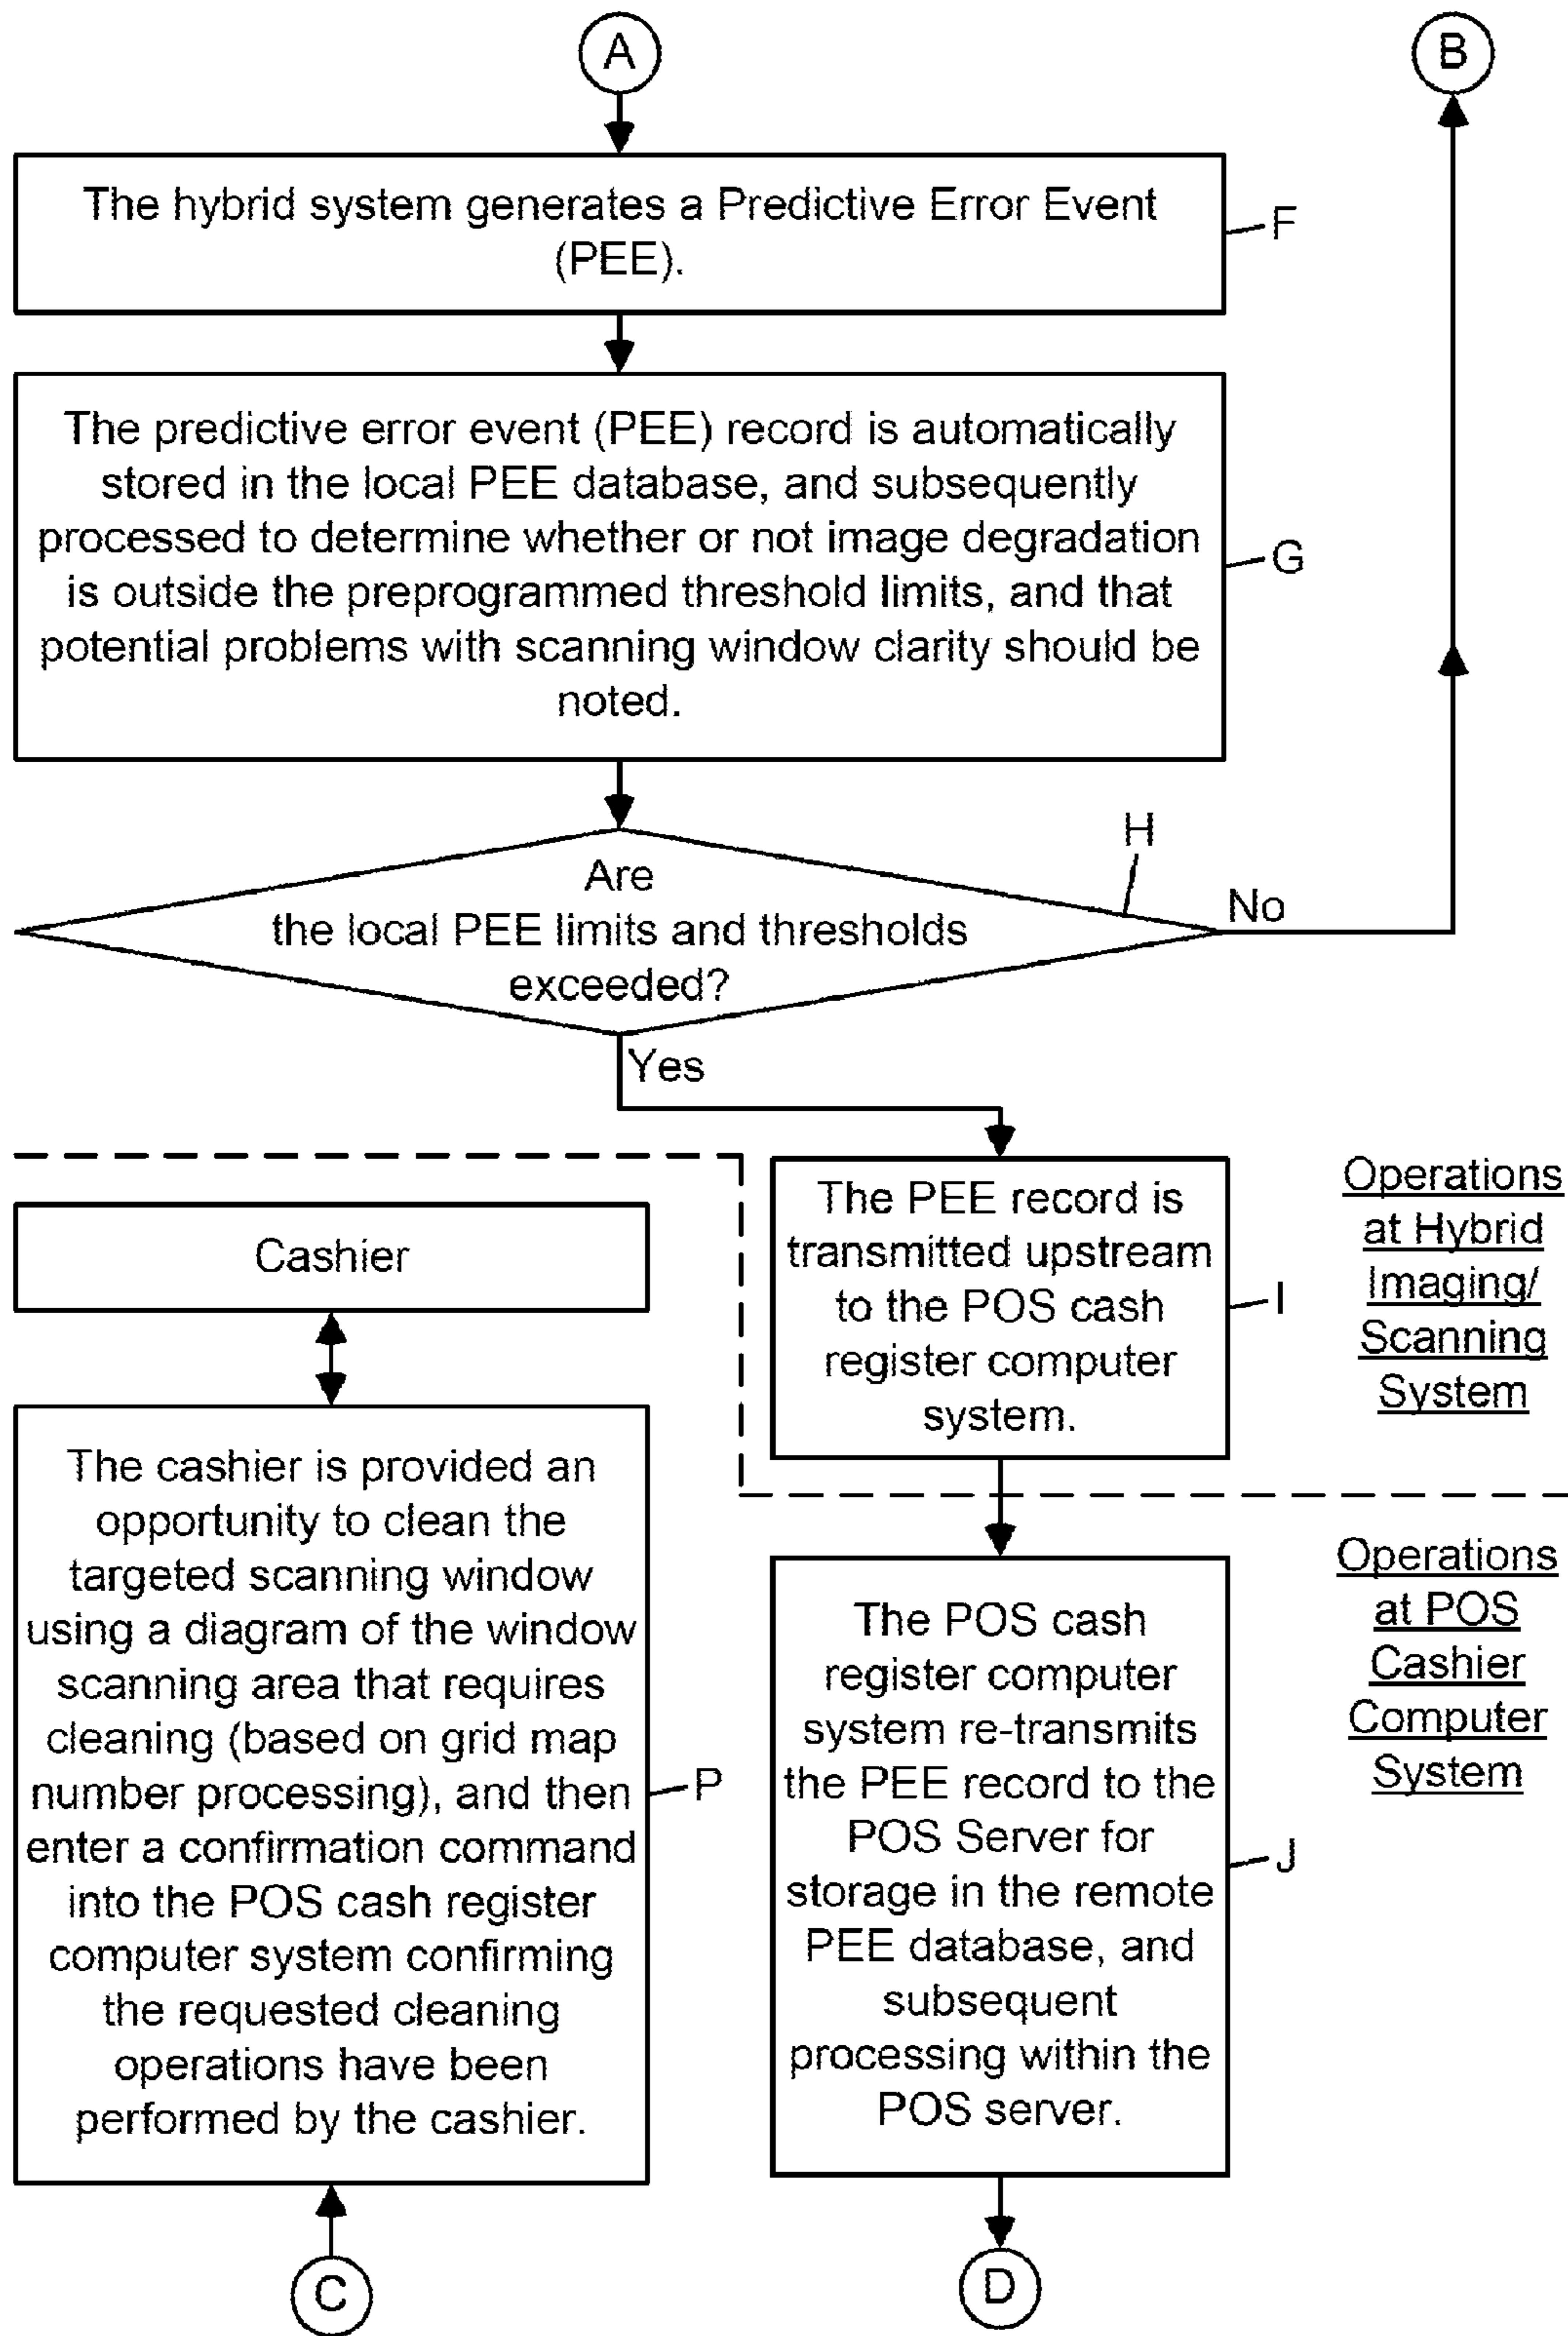 A
B
The hybrid system generates a Predictive Error Event
(PEE).
F
The predictive error event (PEE) record is automatically
stored in the local PEE database, and subsequently
processed to determine whether or not image degradation
is outside the preprogrammed threshold limits, and that
potential problems with scanning window clarity should be
noted.
G
H
Are
the local PEE limits and thresholds
exceeded?
No
Yes
Cashier
The PEE record is
transmitted upstream
to the POS cash
register computer
system.
I
Operations
at Hybrid
Imaging/
Scanning
System
The cashier is provided an
opportunity to clean the
targeted scanning window
using a diagram of the window
scanning area that requires
cleaning (based on grid map
number processing), and then
enter a confirmation command
into the POS cash register
computer system confirming
the requested cleaning
operations have been
performed by the cashier.
P
The POS cash
register computer
system re-transmits
the PEE record to the
POS Server for
storage in the remote
PEE database, and
subsequent
processing within the
POS server.
J
Operations
at POS
Cashier
Computer
System
C
D